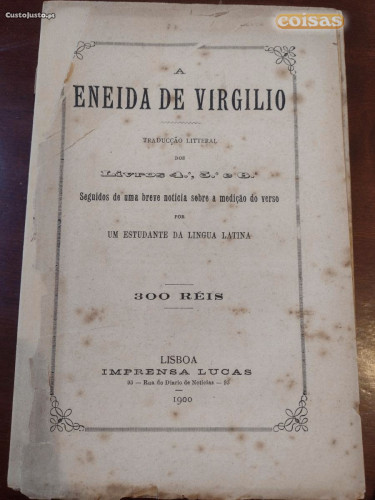 CustoJusto.pt
coisas
A
ENEIDA DE VIRGILIO
TRADUCÇÃO LITTERAL
DOS
Livros 4.º, 5.º e 6.º
Seguidos de uma breve noticia sobre a medição do verso
POR
UM ESTUDANTE DA LINGUA LATINA
300 RÉIS
LISBOA
IMPRENSA LUCAS
— Rua do Diario de Noticias —
1900